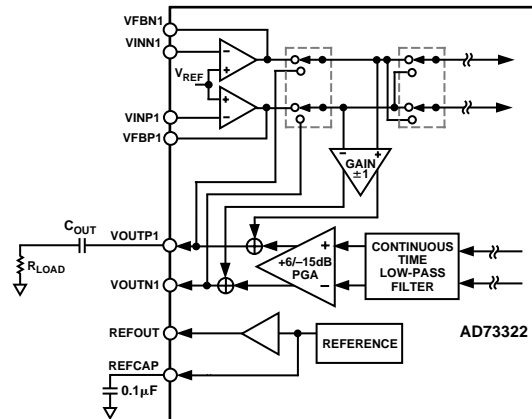 VFBN1
VINN1
VREF
VINP1
VFBP1
GAIN
±1
COUT
VOUTP1
RLOAD
+6/–15dB
PGA
CONTINUOUS
TIME
LOW-PASS
FILTER
VOUTN1
REFOUT
REFERENCE
AD73322
REFCAP
0.1μF